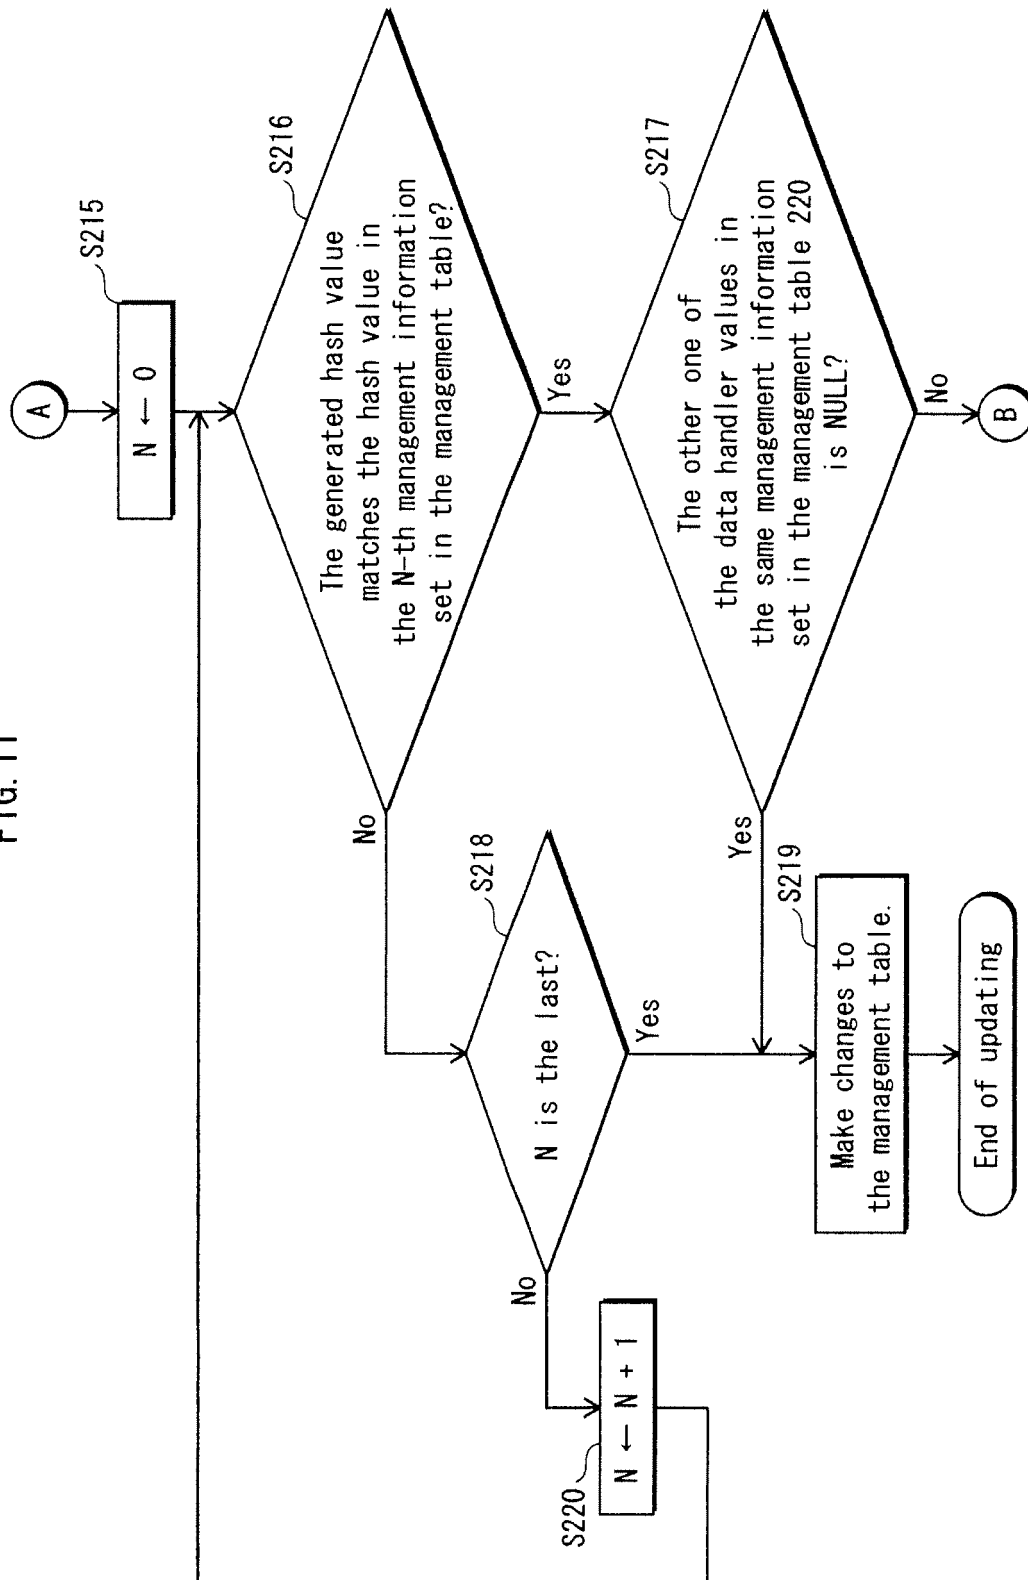 FIG. 11
A
S215
N ← 0
S216
The generated hash value
matches the hash value in
the N-th management information
set in the management table?
No
Yes
S217
The other one of
the data handler values in
the same management information
set in the management table 220
is NULL?
Yes
No
B
S218
N is the last?
No
Yes
S220
N ← N + 1
S219
Make changes to
the management table.
End of updating